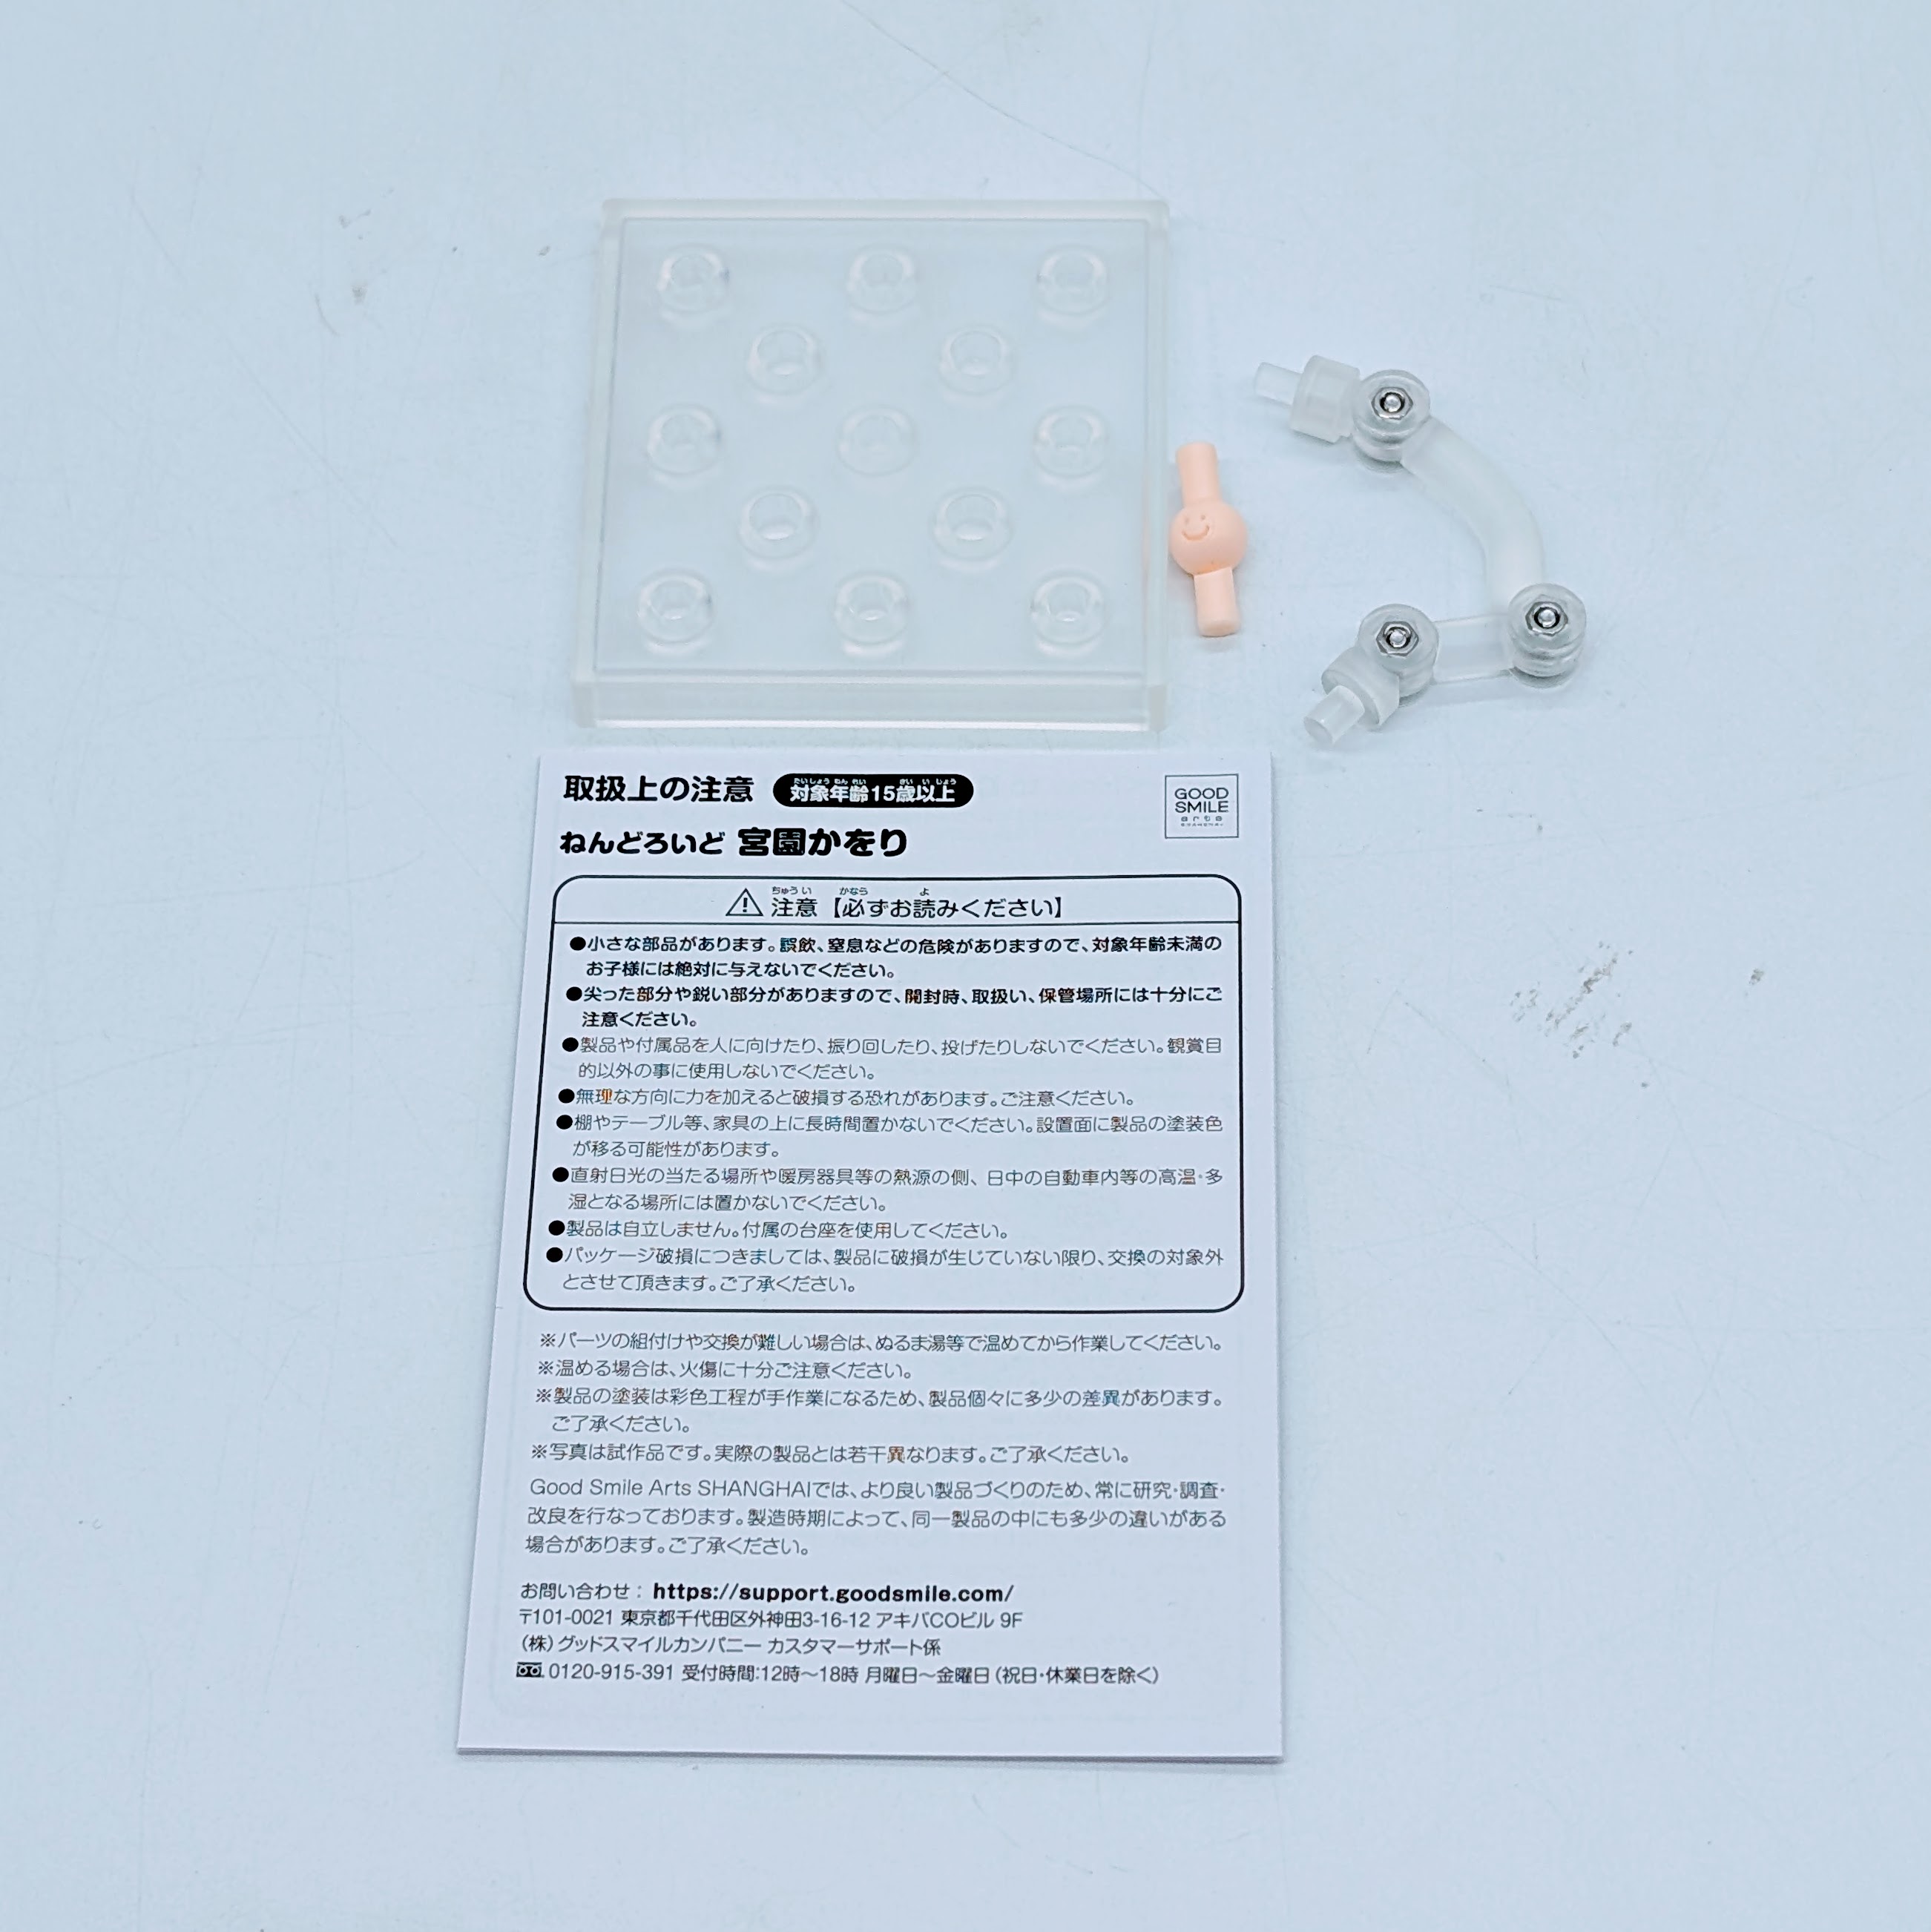 取扱上の注意 対象年齢15歳以上
たいしょう ねん れい さい い じょう
GOOD
SMILE
arts
SHANGHAI
ねんどろいど 宮園かをり
ちゅう い かなら よ
⚠ 注意【必ずお読みください】
●小さな部品があります。誤飲、窒息などの危険がありますので、対象年齢未満の
お子様には絶対に与えないでください。
●尖った部分や鋭い部分がありますので、開封時、取扱い、保管場所には十分にご
注意ください。
●製品や付属品を人に向けたり、振り回したり、投げたりしないでください。観賞目
的以外の事に使用しないでください。
●無理な方向に力を加えると破損する恐れがあります。ご注意ください。
●棚やテーブル等、家具の上に長時間置かないでください。設置面に製品の塗装色
が移る可能性があります。
●直射日光の当たる場所や暖房器具等の熱源の側、日中の自動車内等の高温・多
湿となる場所には置かないでください。
●製品は自立しません。付属の台座を使用してください。
●パッケージ破損につきましては、製品に破損が生じていない限り、交換の対象外
とさせて頂きます。ご了承ください。
※パーツの組付けや交換が難しい場合は、ぬるま湯等で温めてから作業してください。
※温める場合は、火傷に十分ご注意ください。
※製品の塗装は彩色工程が手作業になるため、製品個々に多少の差異があります。
ご了承ください。
※写真は試作品です。実際の製品とは若干異なります。ご了承ください。
Good Smile Arts SHANGHAIでは、より良い製品づくりのため、常に研究・調査・
改良を行なっております。製造時期によって、同一製品の中にも多少の違いがある
場合があります。ご了承ください。
お問い合わせ：https://support.goodsmile.com/
〒101-0021 東京都千代田区外神田3-16-12 アキバCOビル 9F
（株）グッドスマイルカンパニー カスタマーサポート係
0120-915-391 受付時間：12時～18時 月曜日～金曜日（祝日・休業日を除く）